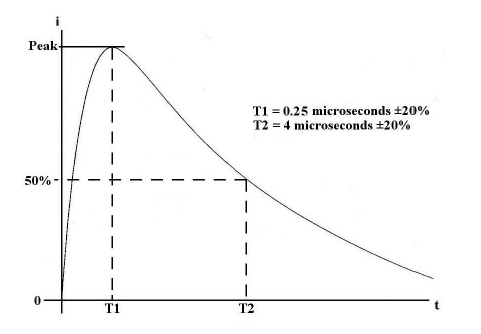 i
Peak
T1 = 0.25 microseconds ±20%
T2 = 4 microseconds ±20%
50%
0
T1
T2
t